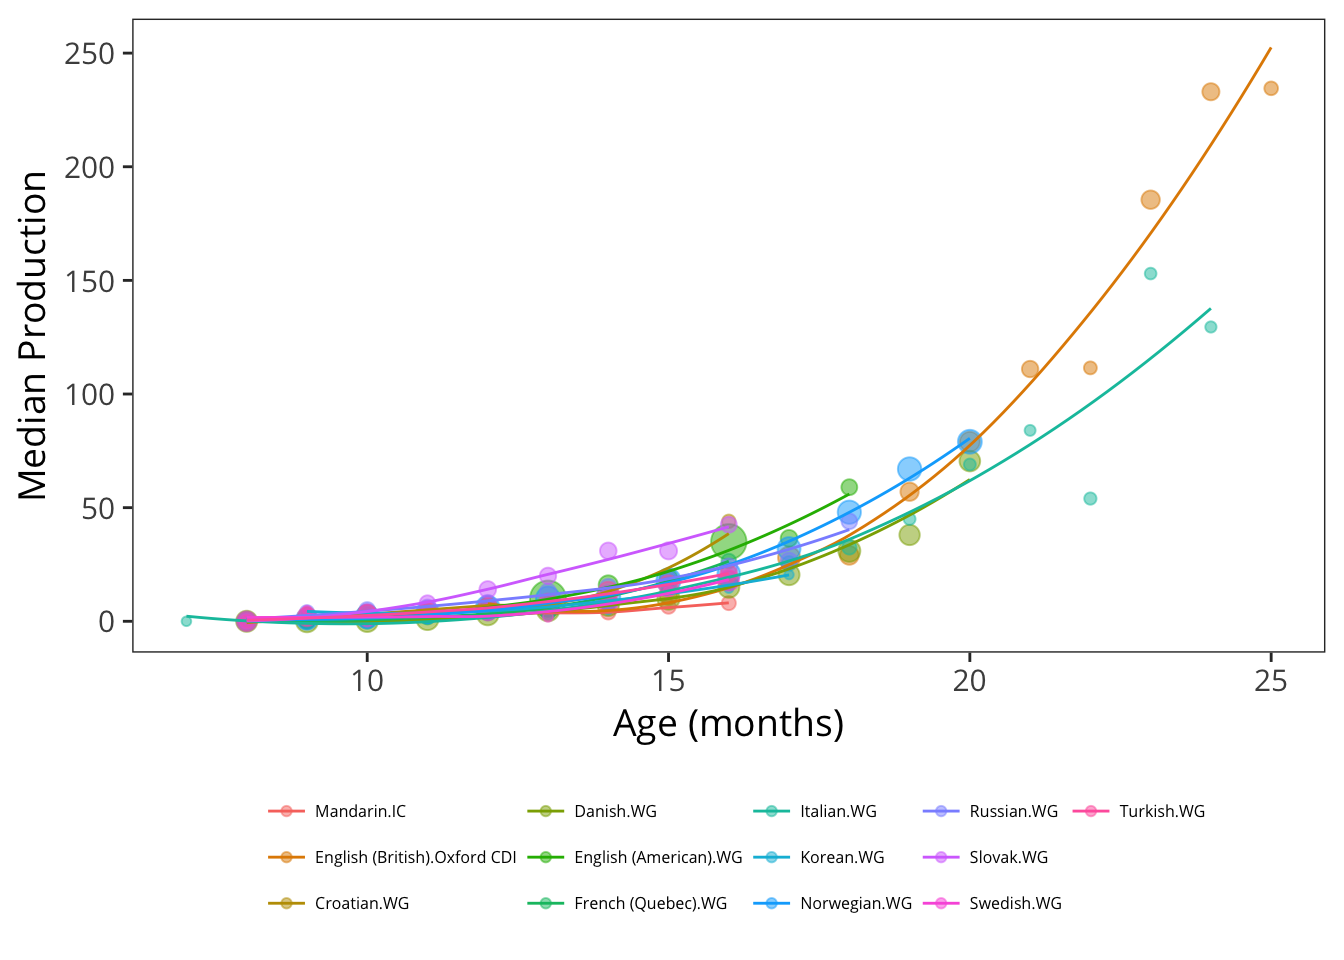 250
200
150
100
50
0
Median Production
10 15 20 25
Age (months)
Mandarin.IC Danish.WG Italian.WG Russian.WG Turkish.WG
English (British).Oxford CDI English (American).WG Korean.WG Slovak.WG
Croatian.WG French (Quebec).WG Norwegian.WG Swedish.WG